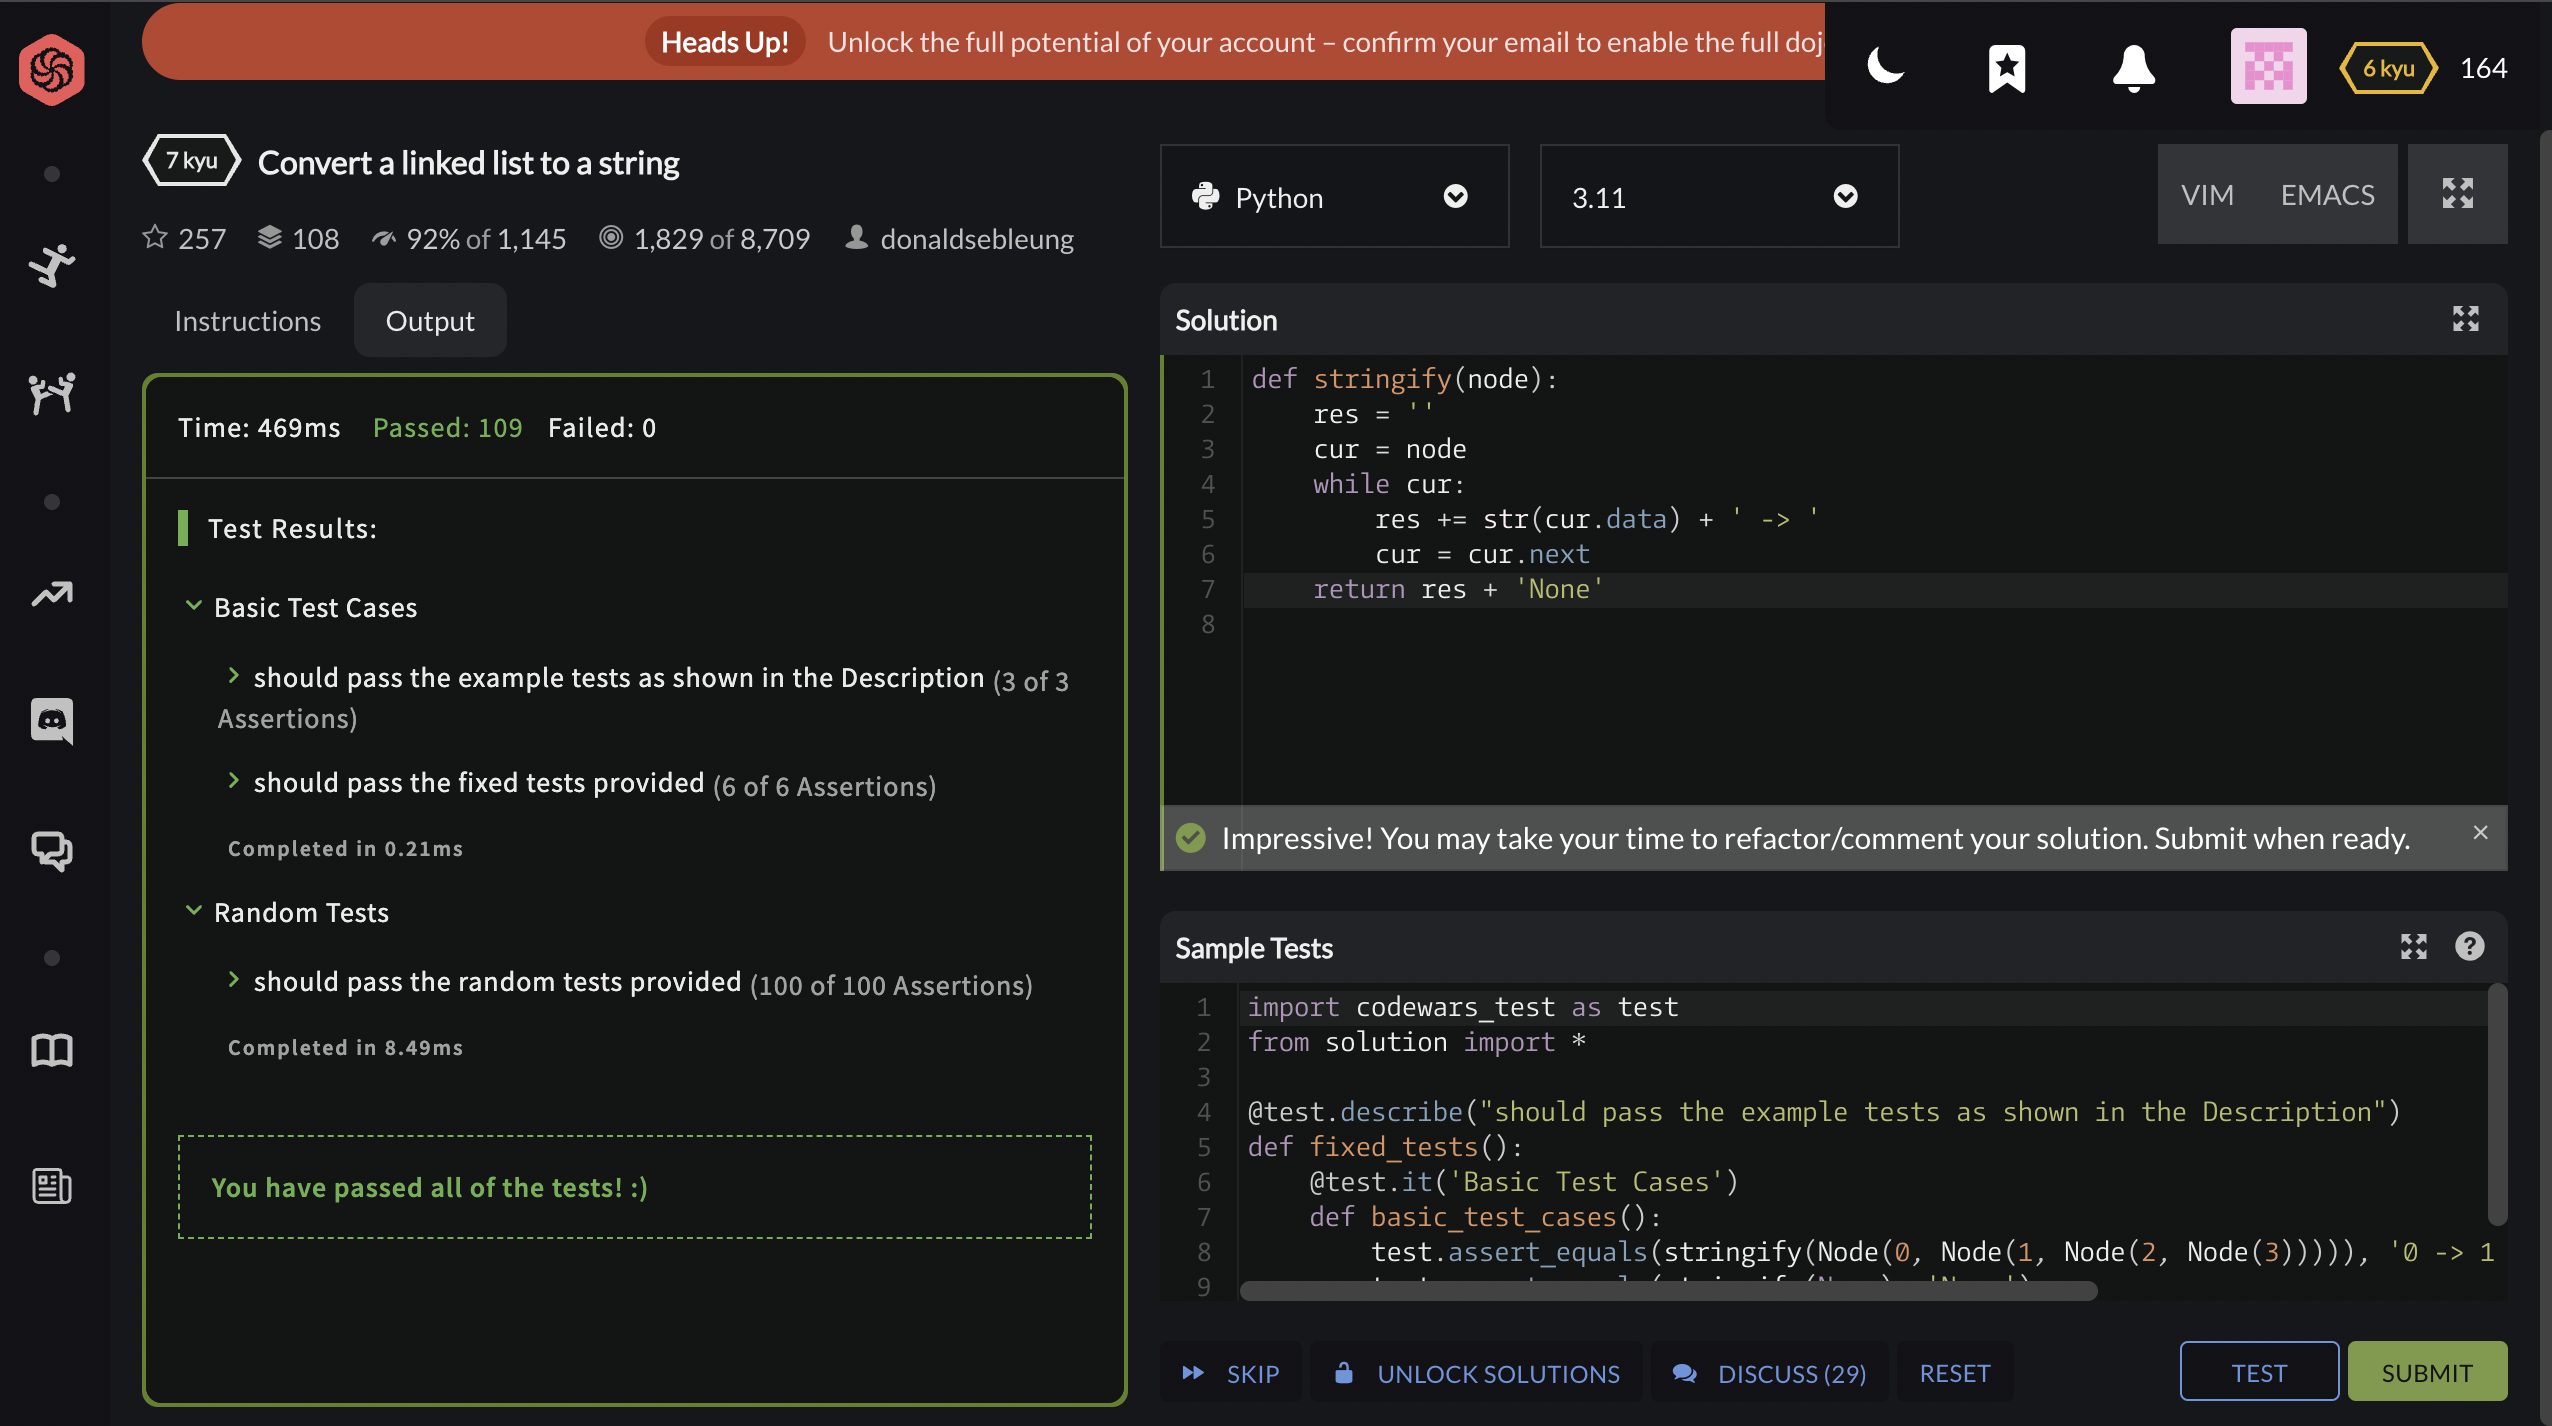 Heads Up! Unlock the full potential of your account – confirm your email to enable the full doj
6 kyu 164
7 kyu Convert a linked list to a string
257 108 92% of 1,145 1,829 of 8,709 donaldsebleung
Instructions Output
Time: 469ms Passed: 109 Failed: 0
Test Results:
Basic Test Cases
should pass the example tests as shown in the Description (3 of 3
Assertions)
should pass the fixed tests provided (6 of 6 Assertions)
Completed in 0.21ms
Random Tests
should pass the random tests provided (100 of 100 Assertions)
Completed in 8.49ms
You have passed all of the tests! :)
Python 3.11 VIM EMACS
Solution
1 def stringify(node):
2     res = ''
3     cur = node
4     while cur:
5         res += str(cur.data) + ' -> '
6         cur = cur.next
7     return res + 'None'
8
Impressive! You may take your time to refactor/comment your solution. Submit when ready. ×
Sample Tests ?
1 import codewars_test as test
2 from solution import *
3
4 @test.describe("should pass the example tests as shown in the Description")
5 def fixed_tests():
6     @test.it('Basic Test Cases')
7     def basic_test_cases():
8         test.assert_equals(stringify(Node(0, Node(1, Node(2, Node(3))))), '0 -> 1
9
SKIP UNLOCK SOLUTIONS DISCUSS (29) RESET TEST SUBMIT